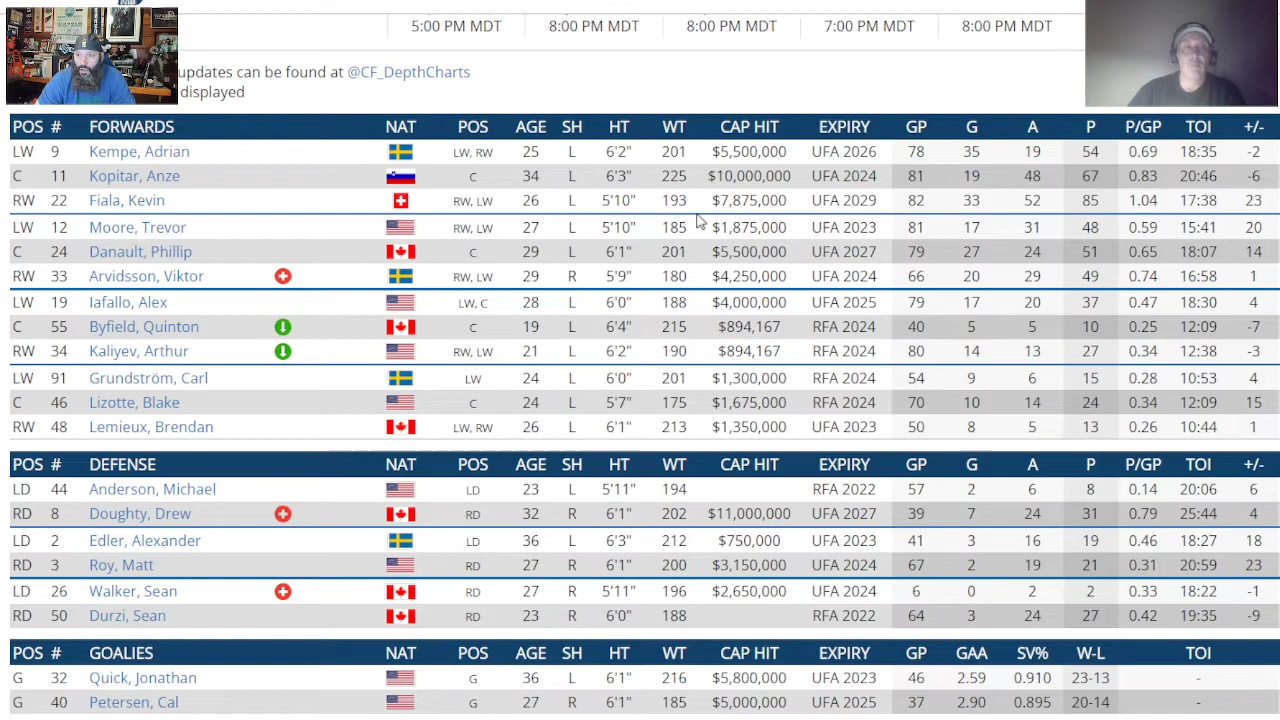 5:00 PM MDT 8:00 PM MDT 8:00 PM MDT 7:00 PM MDT 8:00 PM MDT
updates can be found at @CF_DepthCharts
displayed
POS # FORWARDS NAT POS AGE SH HT WT CAP HIT EXPIRY GP G A P P/GP TOI +/-
LW 9 Kempe, Adrian LW, RW 25 L 6'2" 201 $5,500,000 UFA 2026 78 35 19 54 0.69 18:35 -2
C 11 Kopitar, Anze C 34 L 6'3" 225 $10,000,000 UFA 2024 81 19 48 67 0.83 20:46 -6
RW 22 Fiala, Kevin RW, LW 26 L 5'10" 193 $7,875,000 UFA 2029 82 33 52 85 1.04 17:38 23
LW 12 Moore, Trevor RW, LW 27 L 5'10" 185 $1,875,000 UFA 2023 81 17 31 48 0.59 15:41 20
C 24 Danault, Phillip C 29 L 6'1" 201 $5,500,000 UFA 2027 79 27 24 51 0.65 18:07 14
RW 33 Arvidsson, Viktor RW, LW 29 R 5'9" 180 $4,250,000 UFA 2024 66 20 29 49 0.74 16:58 1
LW 19 Iafallo, Alex LW, C 28 L 6'0" 188 $4,000,000 UFA 2025 79 17 20 37 0.47 18:30 4
C 55 Byfield, Quinton C 19 L 6'4" 215 $894,167 RFA 2024 40 5 5 10 0.25 12:09 -7
RW 34 Kaliyev, Arthur RW, LW 21 L 6'2" 190 $894,167 RFA 2024 80 14 13 27 0.34 12:38 -3
LW 91 Grundström, Carl LW 24 L 6'0" 201 $1,300,000 RFA 2024 54 9 6 15 0.28 10:53 4
C 46 Lizotte, Blake C 24 L 5'7" 175 $1,675,000 RFA 2024 70 10 14 24 0.34 12:09 15
RW 48 Lemieux, Brendan LW, RW 26 L 6'1" 213 $1,350,000 UFA 2023 50 8 5 13 0.26 10:44 1
POS # DEFENSE NAT POS AGE SH HT WT CAP HIT EXPIRY GP G A P P/GP TOI +/-
LD 44 Anderson, Michael LD 23 L 5'11" 194 RFA 2022 57 2 6 8 0.14 20:06 6
RD 8 Doughty, Drew RD 32 R 6'1" 202 $11,000,000 UFA 2027 39 7 24 31 0.79 25:44 4
LD 2 Edler, Alexander LD 36 L 6'3" 212 $750,000 UFA 2023 41 3 16 19 0.46 18:27 18
RD 3 Roy, Matt RD 27 R 6'1" 200 $3,150,000 UFA 2024 67 2 19 21 0.31 20:59 23
LD 26 Walker, Sean RD 27 R 5'11" 196 $2,650,000 UFA 2024 6 0 2 2 0.33 18:22 -1
RD 50 Durzi, Sean RD 23 R 6'0" 188 RFA 2022 64 3 24 27 0.42 19:35 -9
POS # GOALIES NAT POS AGE SH HT WT CAP HIT EXPIRY GP GAA SV% W-L TOI
G 32 Quick, Jonathan G 36 L 6'1" 216 $5,800,000 UFA 2023 46 2.59 0.910 23-13 -
G 40 Petersen, Cal G 27 R 6'1" 185 $5,000,000 UFA 2025 37 2.90 0.895 20-14 -